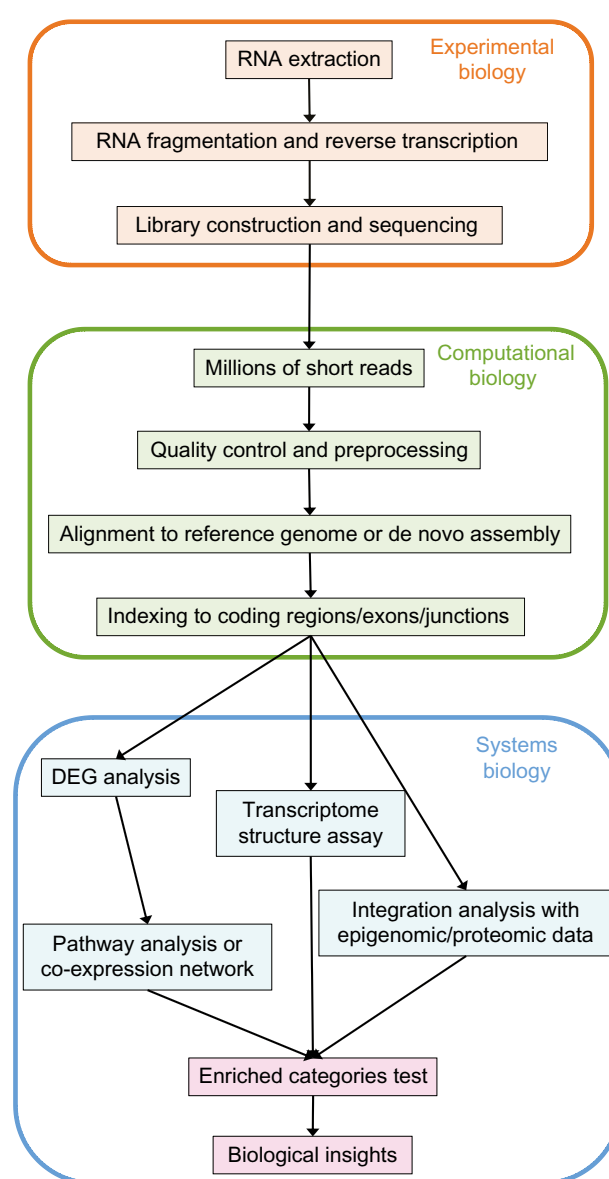 Experimental
biology
RNA extraction
RNA fragmentation and reverse transcription
Library construction and sequencing
Computational
biology
Millions of short reads
Quality control and preprocessing
Alignment to reference genome or de novo assembly
Indexing to coding regions/exons/junctions
Systems
biology
DEG analysis
Transcriptome
structure assay
Integration analysis with
epigenomic/proteomic data
Pathway analysis or
co-expression network
Enriched categories test
Biological insights